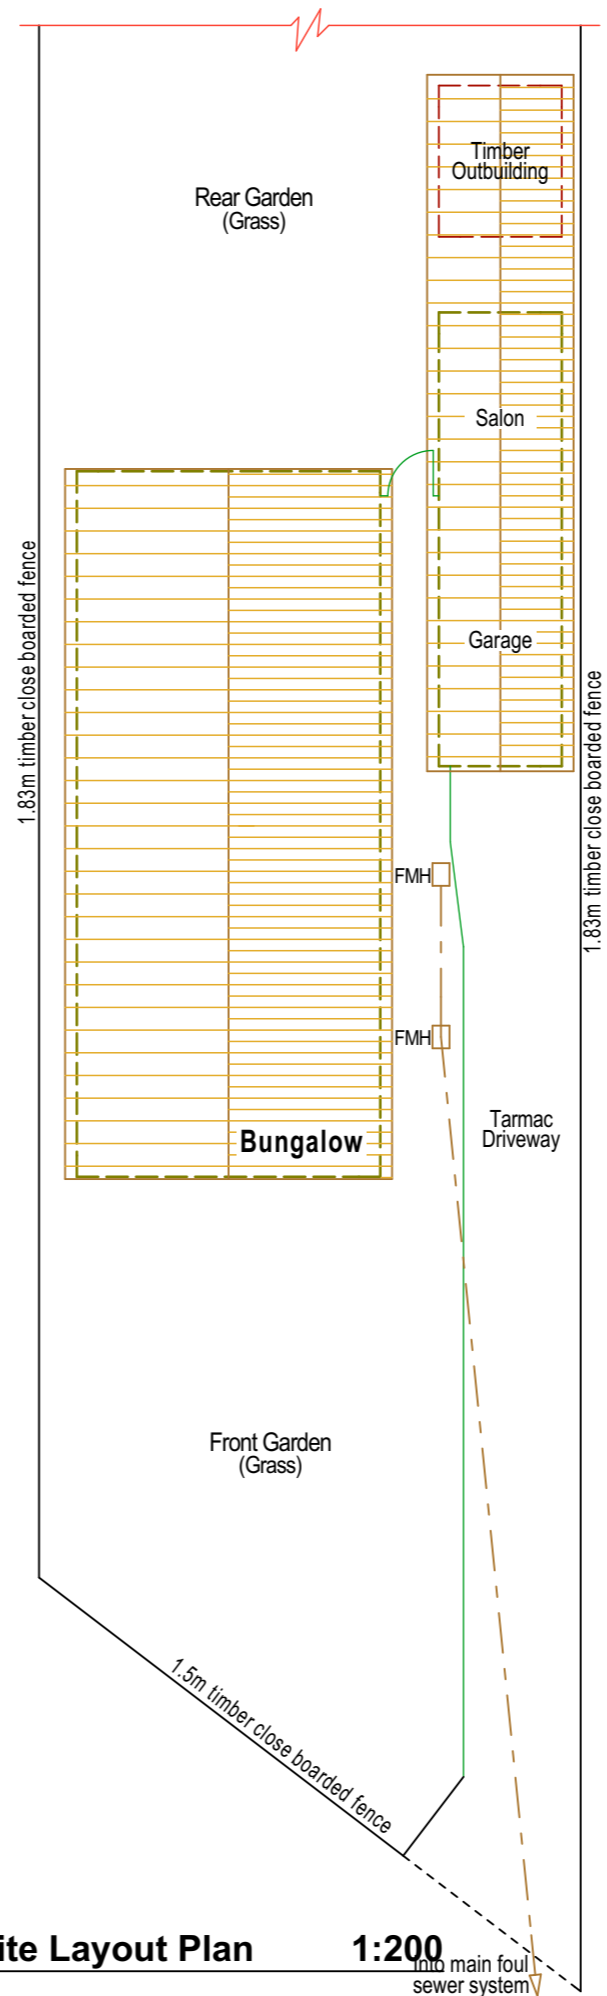 Timber
Outbuilding
Rear Garden
(Grass)
Salon
1.83m timber close boarded fence
Garage
1.83m timber close boarded fence
FMH
FMH
Tarmac
Driveway
Bungalow
Front Garden
(Grass)
1.5m timber close boarded fence
ite Layout Plan 1:200
into main foul
sewer system